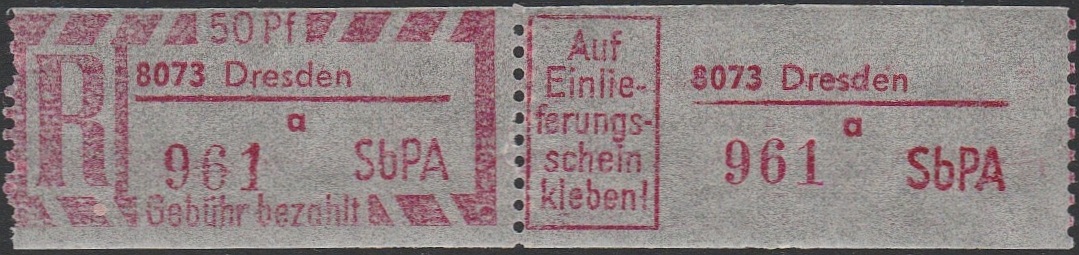 50 Pf
R
8073 Dresden
a
961 SbPA
Gebühr bezahlt
Auf
Einlie-
ferungs-
schein
kleben!
8073 Dresden
a
961 SbPA